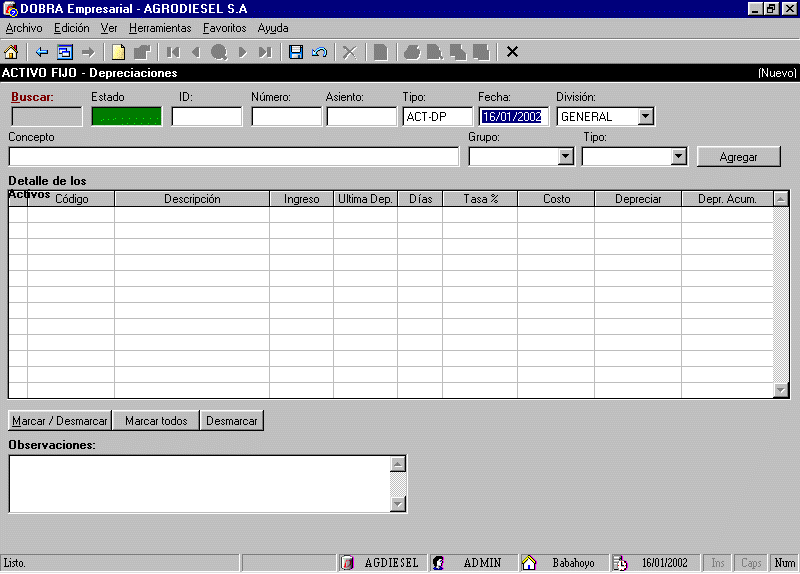 DOBRA Empresarial - AGRODIESEL S.A
Archivo Edición Ver Herramientas Favoritos Ayuda
ACTIVO FIJO - Depreciaciones (Nuevo)
Buscar: Estado ID: Número: Asiento: Tipo: Fecha: División:
ACT-DP 16/01/2002 GENERAL
Concepto Grupo: Tipo:
Agregar
Detalle de los
Activos
Código Descripción Ingreso Ultima Dep. Días Tasa % Costo Depreciar Depr. Acum.
Marcar / Desmarcar Marcar todos Desmarcar
Observaciones:
Listo. AGDIESEL ADMIN Babahoyo 16/01/2002 Ins Caps Num